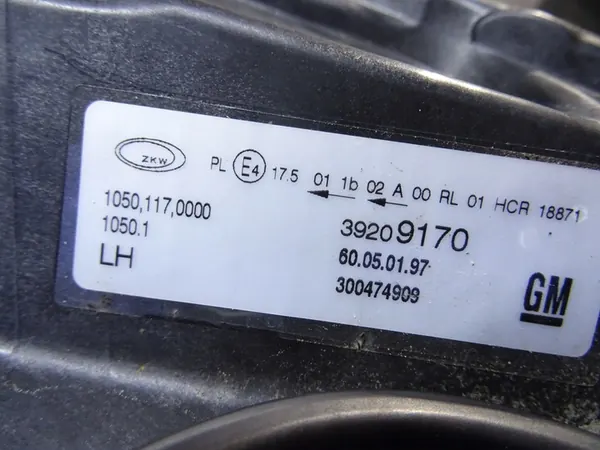 ZKW
PL E4 17.5 01 1b 02 A 00 RL 01 HCR 18871
1050,117,0000
1050.1
LH
39209170
60.05.01.97
300474909
GM